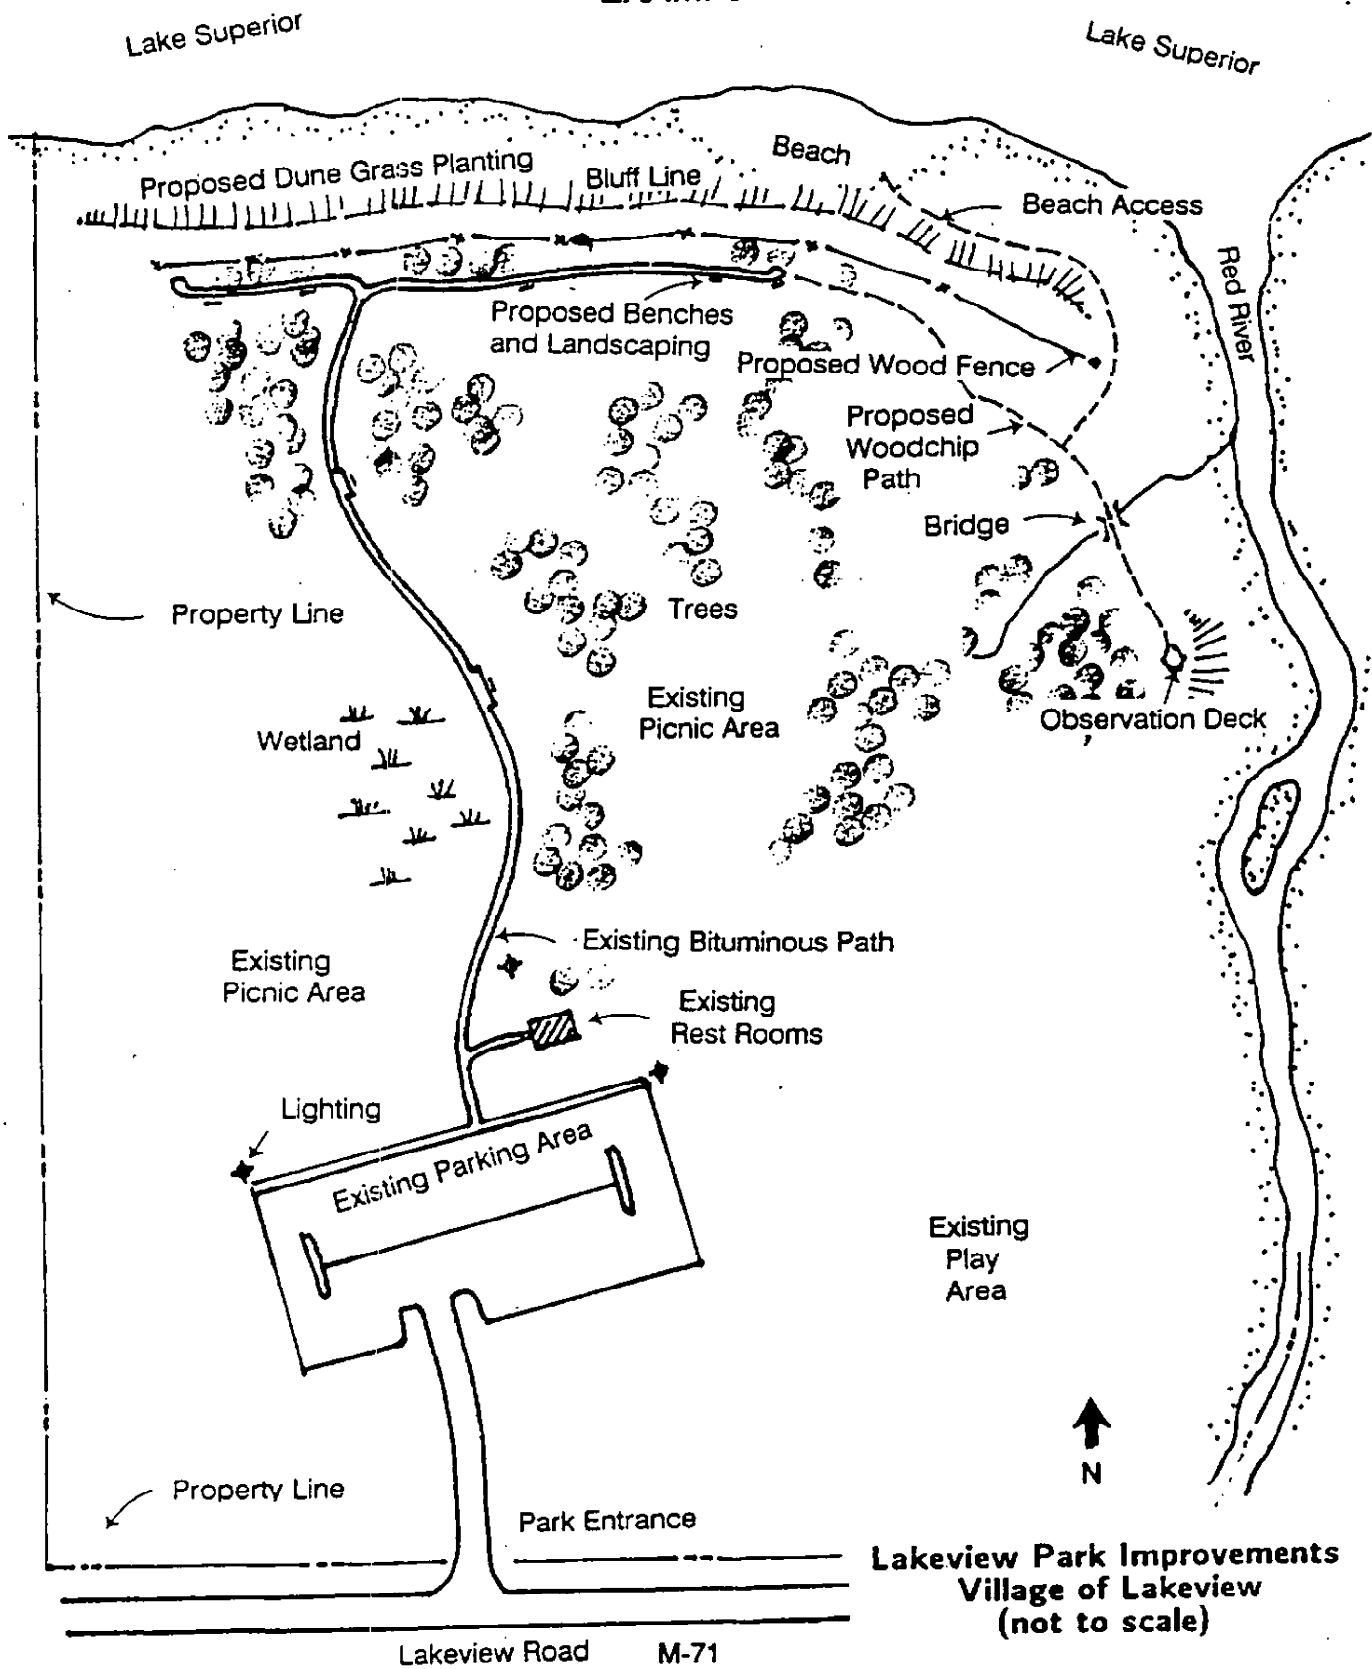 Lake Superior
Lake Superior
Beach
Proposed Dune Grass Planting
Bluff Line
Beach Access
Red River
Proposed Benches
and Landscaping
Proposed Wood Fence
Proposed
Woodchip
Path
Bridge
Property Line
Trees
Existing
Picnic Area
Observation Deck
Wetland
Existing Bituminous Path
Existing
Picnic Area
Existing
Rest Rooms
Lighting
Existing Parking Area
Existing
Play
Area
N
Property Line
Park Entrance
Lakeview Park Improvements
Village of Lakeview
(not to scale)
Lakeview Road M-71